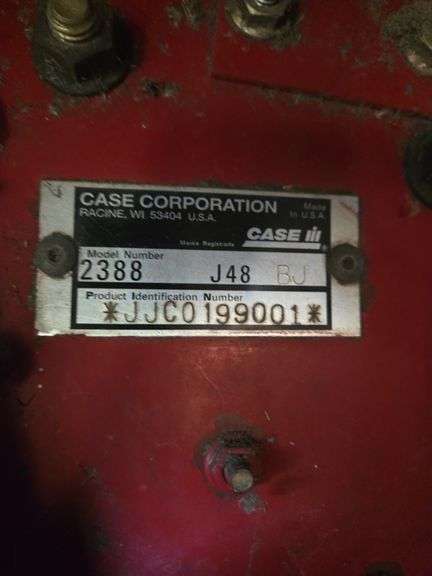 CASE CORPORATION
RACINE, WI 53404 U.S.A.
Made
In U.S.A.
Marca Registrada
CASE III
®
Model Number
2388 J48 BJ
Product Identification Number
*JJC0199001*